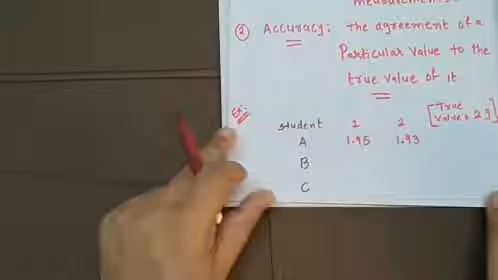 ② Accuracy: The agreement of a
Particular value to the
true value of it
Ex:
student 1 2 [True value = 2g]
A 1.95 1.93
B
C